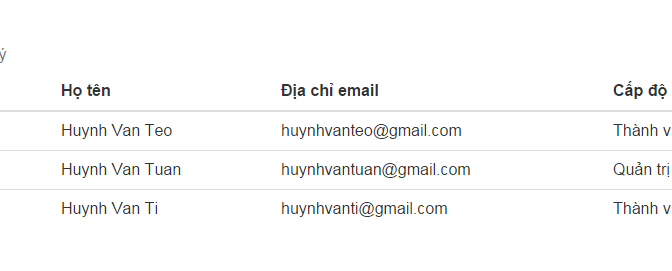 ý
Họ tên Địa chỉ email Cấp độ
Huynh Van Teo huynhvanteo@gmail.com Thành v
Huynh Van Tuan huynhvantuan@gmail.com Quản trị
Huynh Van Ti huynhvanti@gmail.com Thành v